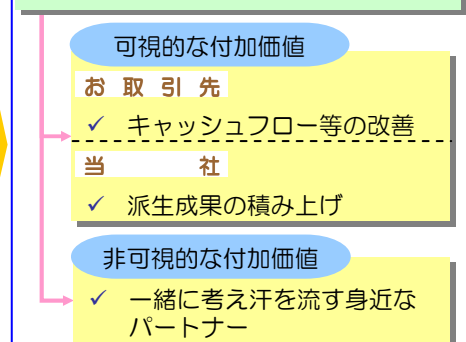 可視的な付加価値
お取引先
✓ キャッシュフロー等の改善
当社
✓ 派生成果の積み上げ
非可視的な付加価値
✓ 一緒に考え汗を流す身近な
パートナー